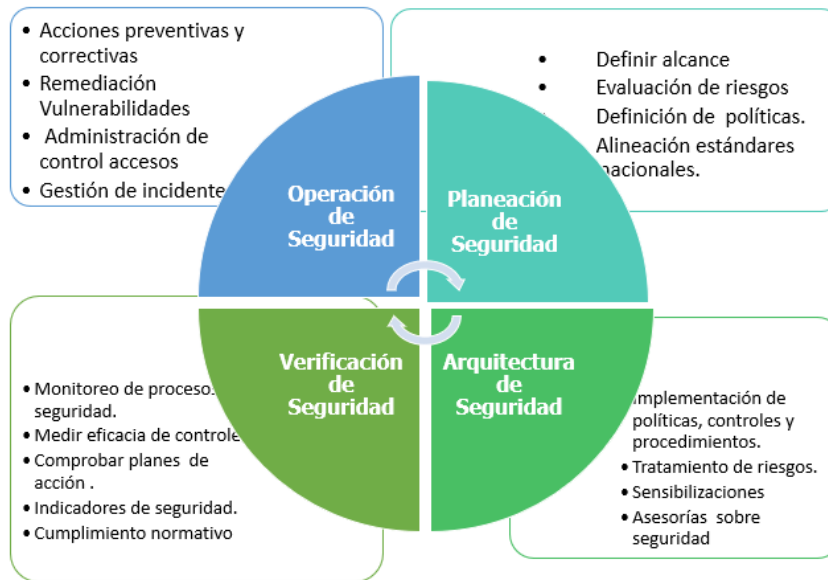 • Acciones preventivas y
correctivas
• Remediación
Vulnerabilidades
• Administración de
control accesos
• Gestión de incidente
• Definir alcance
• Evaluación de riesgos
Definición de políticas.
Alineación estándares
nacionales.
Operación
de
Seguridad
Planeación
de
Seguridad
Verificación
de
Seguridad
Arquitectura
de
Seguridad
• Monitoreo de proceso
seguridad.
• Medir eficacia de controle
• Comprobar planes de
acción .
• Indicadores de seguridad.
• Cumplimiento normativo
Implementación de
políticas, controles y
procedimientos.
• Tratamiento de riesgos.
• Sensibilizaciones
• Asesorías sobre
seguridad